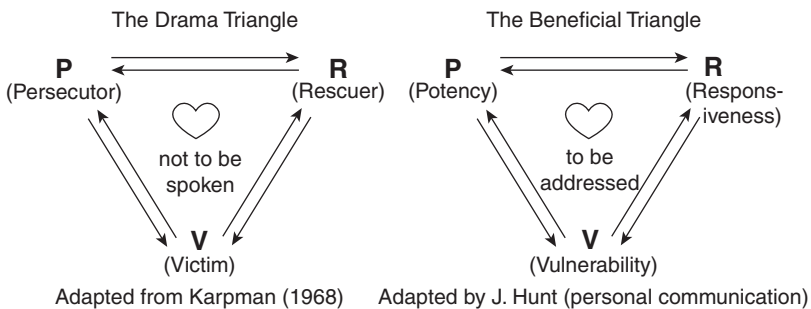 The Drama Triangle
P
(Persecutor)
R
(Rescuer)
not to be
spoken
V
(Victim)
Adapted from Karpman (1968)
The Beneficial Triangle
P
(Potency)
R
(Respons-
iveness)
to be
addressed
V
(Vulnerability)
Adapted by J. Hunt (personal communication)